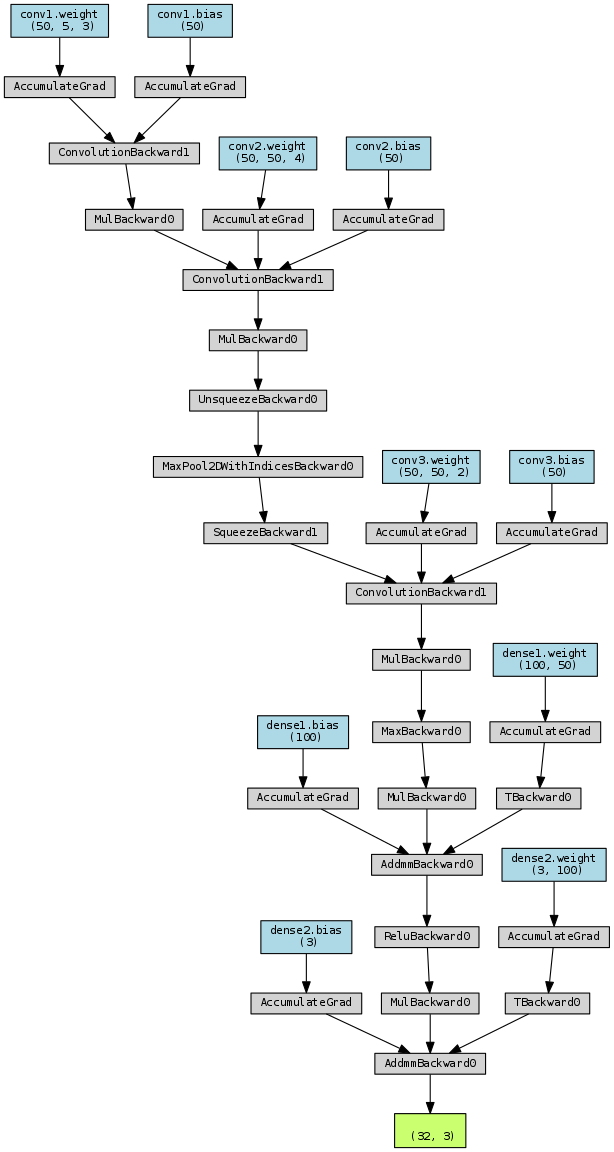 conv1.weight
(50, 5, 3)
conv1.bias
(50)
AccumulateGrad
AccumulateGrad
ConvolutionBackward1
conv2.weight
(50, 50, 4)
conv2.bias
(50)
MulBackward0
AccumulateGrad
AccumulateGrad
ConvolutionBackward1
MulBackward0
UnsqueezeBackward0
MaxPool2DWithIndicesBackward0
conv3.weight
(50, 50, 2)
conv3.bias
(50)
SqueezeBackward1
AccumulateGrad
AccumulateGrad
ConvolutionBackward1
MulBackward0
dense1.weight
(100, 50)
dense1.bias
(100)
MaxBackward0
AccumulateGrad
AccumulateGrad
MulBackward0
TBackward0
AddmmBackward0
dense2.weight
(3, 100)
dense2.bias
(3)
ReluBackward0
AccumulateGrad
AccumulateGrad
MulBackward0
TBackward0
AddmmBackward0
(32, 3)